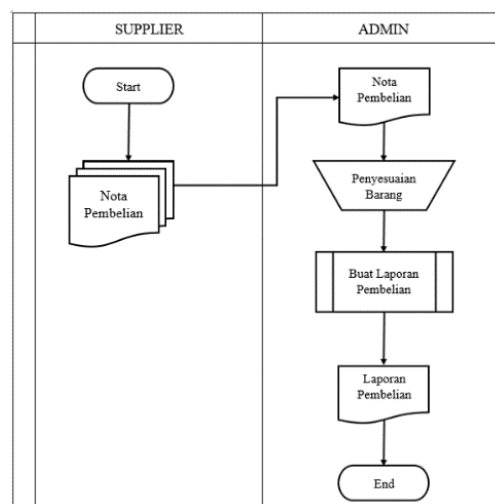 SUPPLIER
ADMIN
Start
Nota
Pembelian
Nota
Pembelian
Penyesuaian
Barang
Buat Laporan
Pembelian
Laporan
Pembelian
End